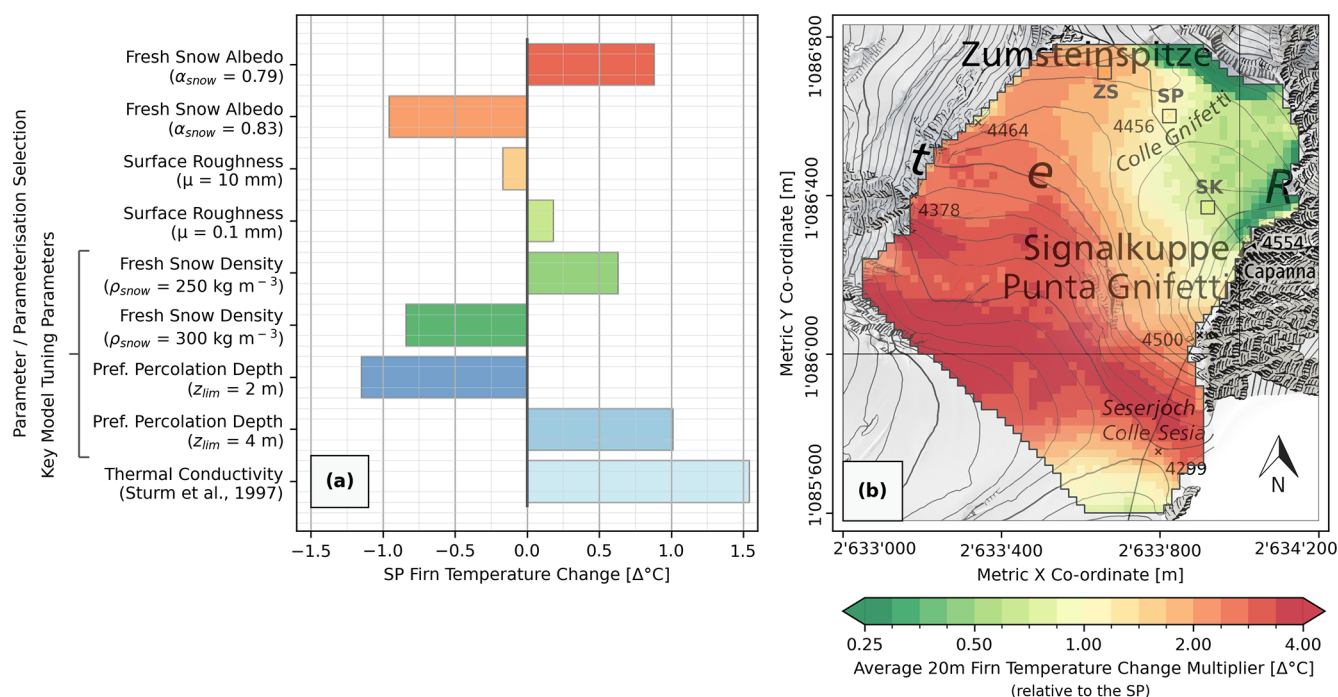 Parameter / Parameterisation Selection
Key Model Tuning Parameters
Fresh Snow Albedo
(αsnow = 0.79)
Fresh Snow Albedo
(αsnow = 0.83)
Surface Roughness
(μ = 10 mm)
Surface Roughness
(μ = 0.1 mm)
Fresh Snow Density
(ρsnow = 250 kg m⁻³)
Fresh Snow Density
(ρsnow = 300 kg m⁻³)
Pref. Percolation Depth
(zlim = 2 m)
Pref. Percolation Depth
(zlim = 4 m)
Thermal Conductivity
(Sturm et al., 1997)
(a)
−1.5 −1.0 −0.5 0.0 0.5 1.0 1.5
SP Firn Temperature Change [Δ°C]
Metric Y Co-ordinate [m]
1'086'800
1'086'400
1'086'000
1'085'600
Zumsteinspitze
ZS
SP
4464
4456
Colle Gnifetti
t
e
R
SK
4378
Signalkuppe
Punta Gnifetti
4554
Capanna
4500
Seserjoch
Colle Sesia
4299
N
(b)
2'633'000 2'633'400 2'633'800 2'634'200
Metric X Co-ordinate [m]
0.25 0.50 1.00 2.00 4.00
Average 20m Firn Temperature Change Multiplier [Δ°C]
(relative to the SP)